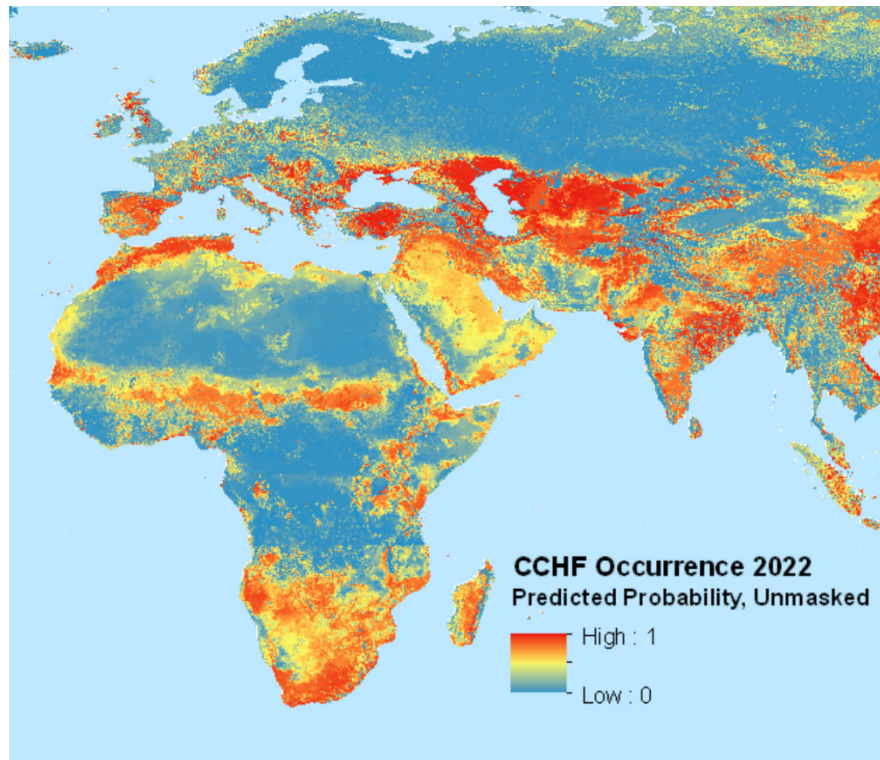 CCHF Occurrence 2022
Predicted Probability, Unmasked
High : 1
Low : 0